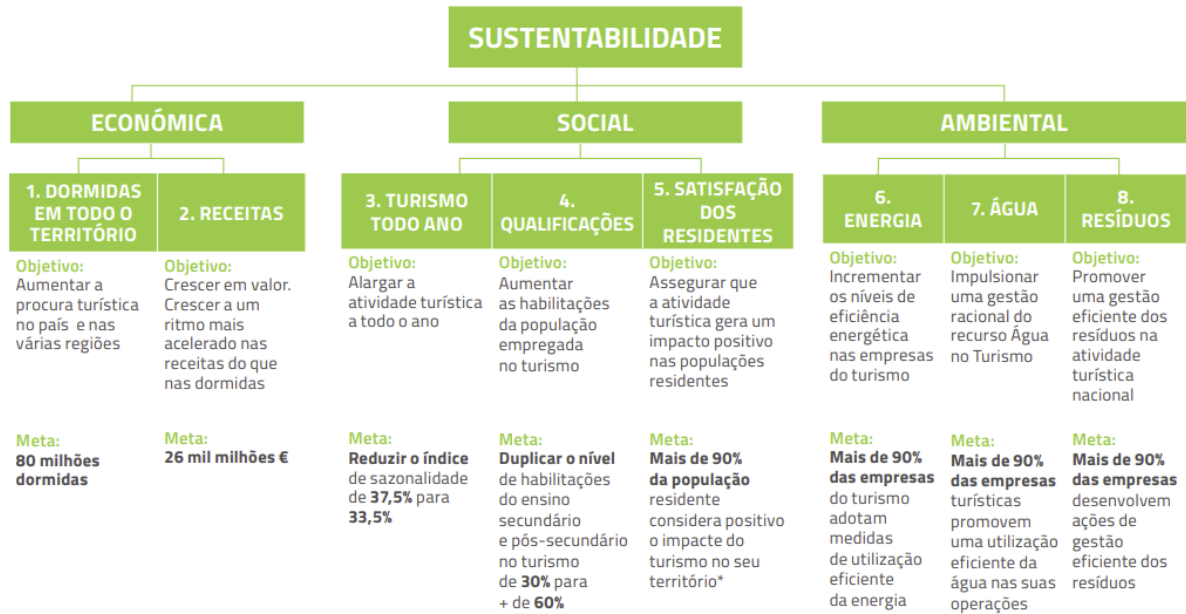 SUSTENTABILIDADE
ECONÓMICA
SOCIAL
AMBIENTAL
1. DORMIDAS
EM TODO O
TERRITÓRIO
2. RECEITAS
3. TURISMO
TODO ANO
4.
QUALIFICAÇÕES
5. SATISFAÇÃO
DOS
RESIDENTES
6.
ENERGIA
7. ÁGUA
8.
RESÍDUOS
Objetivo:
Aumentar a
procura turística
no país e nas
várias regiões
Objetivo:
Crescer em valor.
Crescer a um
ritmo mais
acelerado nas
receitas do que
nas dormidas
Objetivo:
Alargar a
atividade turística
a todo o ano
Objetivo:
Aumentar
as habilitações
da população
empregada
no turismo
Objetivo:
Assegurar que
a atividade
turística gera um
impacto positivo
nas populações
residentes
Objetivo:
Incrementar
os níveis de
eficiência
energética
nas empresas
do turismo
Objetivo:
Impulsionar
uma gestão
racional do
recurso Água
no Turismo
Objetivo:
Promover
uma gestão
eficiente dos
resíduos na
atividade
turística
nacional
Meta:
80 milhões
dormidas
Meta:
26 mil milhões €
Meta:
Reduzir o índice
de sazonalidade
de 37,5% para
33,5%
Meta:
Duplicar o nível
de habilitações
do ensino
secundário
e pós-secundário
no turismo
de 30% para
+ de 60%
Meta:
Mais de 90%
da população
residente
considera positivo
o impacte do
turismo no seu
território*
Meta:
Mais de 90%
das empresas
do turismo
adotam
medidas
de utilização
eficiente
da energia
Meta:
Mais de 90%
das empresas
turísticas
promovem
uma utilização
eficiente da
água nas suas
operações
Meta:
Mais de 90%
das empresas
desenvolvem
ações de
gestão
eficiente dos
resíduos